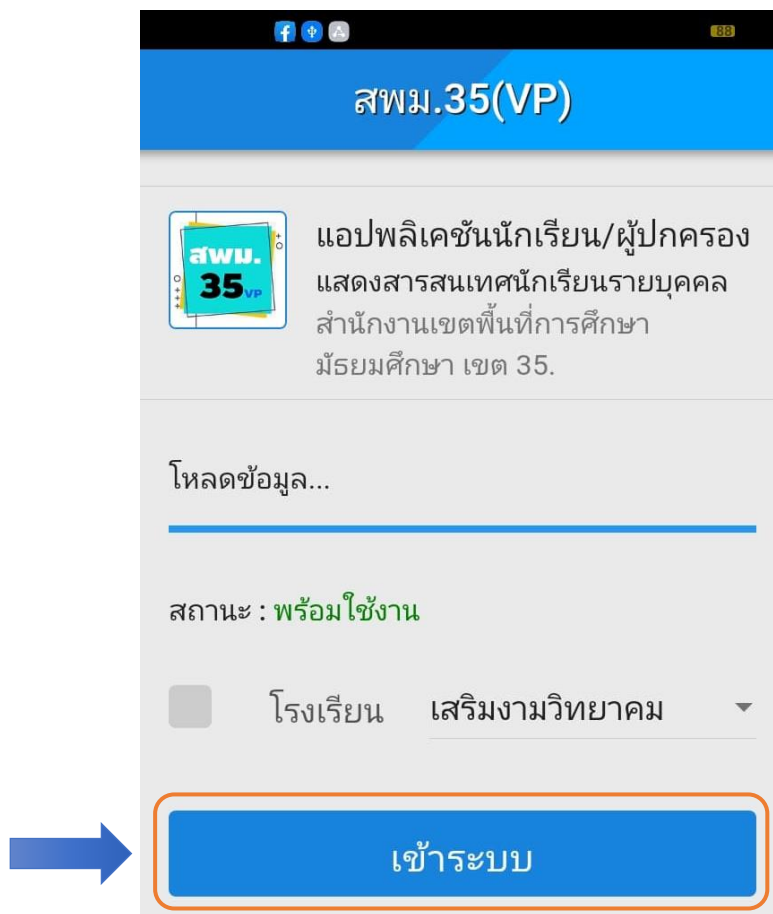 88
สพม.35(VP)
สพม.
35VP
แอปพลิเคชันนักเรียน/ผู้ปกครอง
แสดงสารสนเทศนักเรียนรายบุคคล
สำนักงานเขตพื้นที่การศึกษา
มัธยมศึกษา เขต 35.
โหลดข้อมูล...
สถานะ : พร้อมใช้งาน
โรงเรียน เสริมงามวิทยาคม
เข้าระบบ